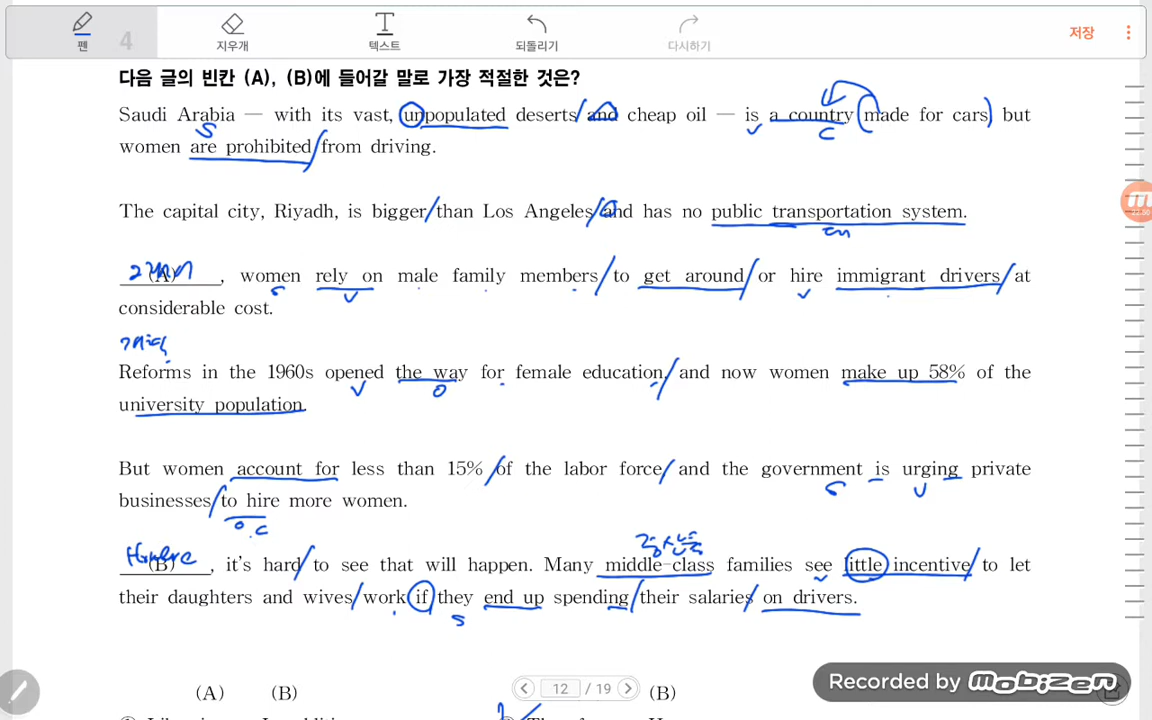 4
펜
지우개
텍스트
되돌리기
다시하기
저장
다음 글의 빈칸 (A), (B)에 들어갈 말로 가장 적절한 것은?
Saudi Arabia — with its vast, unpopulated deserts and cheap oil — is a country made for cars but
S
v
C
women are prohibited from driving.
The capital city, Riyadh, is bigger than Los Angeles and has no public transportation system.
(A) , women rely on male family members to get around or hire immigrant drivers at
S
v
v
considerable cost.
Reforms in the 1960s opened the way for female education, and now women make up 58% of the
v
O
university population.
But women account for less than 15% of the labor force and the government is urging private
S
v
businesses to hire more women.
O.C
(B) , it's hard to see that will happen. Many middle-class families see little incentive to let
their daughters and wives work if they end up spending their salaries on drivers.
S
12 / 19
Recorded by mobizen
(A) (B) (B)